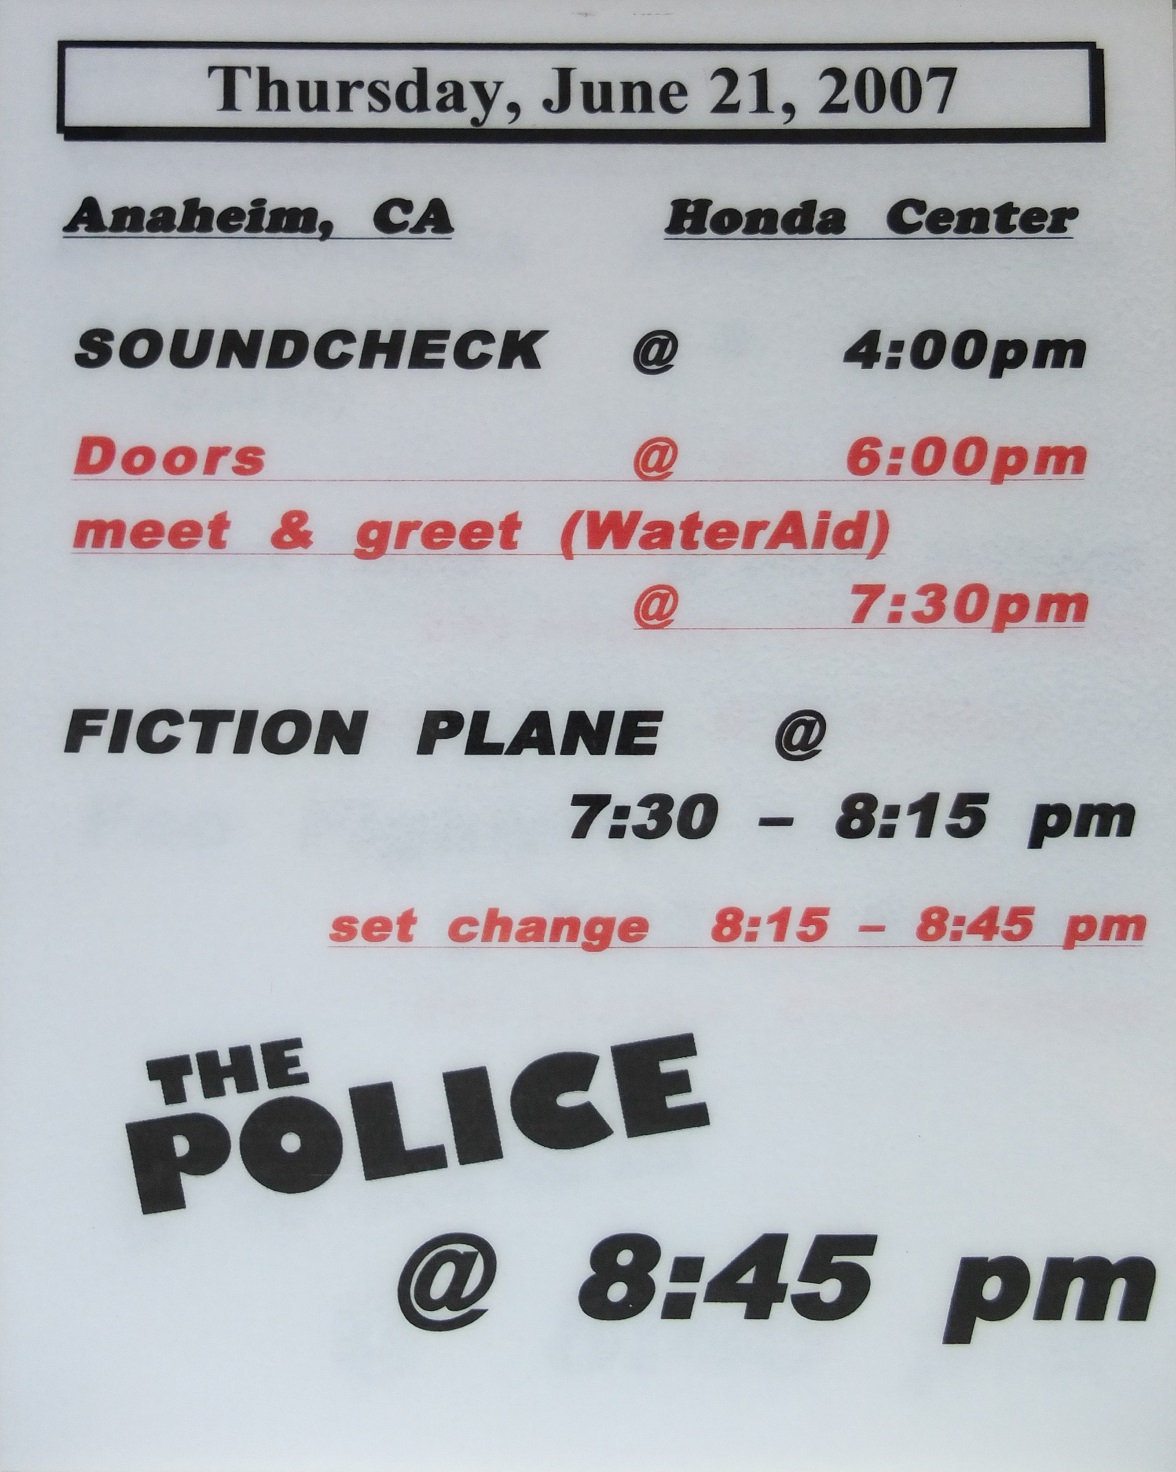 Thursday, June 21, 2007
Anaheim, CA Honda Center
SOUNDCHECK @ 4:00pm
Doors @ 6:00pm
meet & greet (WaterAid)
@ 7:30pm
FICTION PLANE @
7:30 – 8:15 pm
set change 8:15 – 8:45 pm
THE
POLICE
@ 8:45 pm